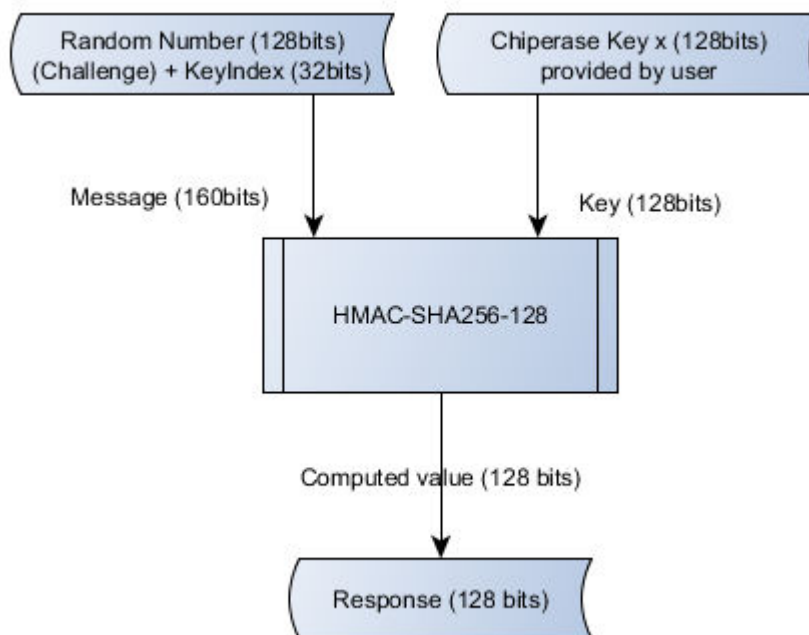 Random Number (128bits)
(Challenge) + KeyIndex (32bits)
Chiperase Key x (128bits)
provided by user
Message (160bits)
Key (128bits)
HMAC-SHA256-128
Computed value (128 bits)
Response (128 bits)